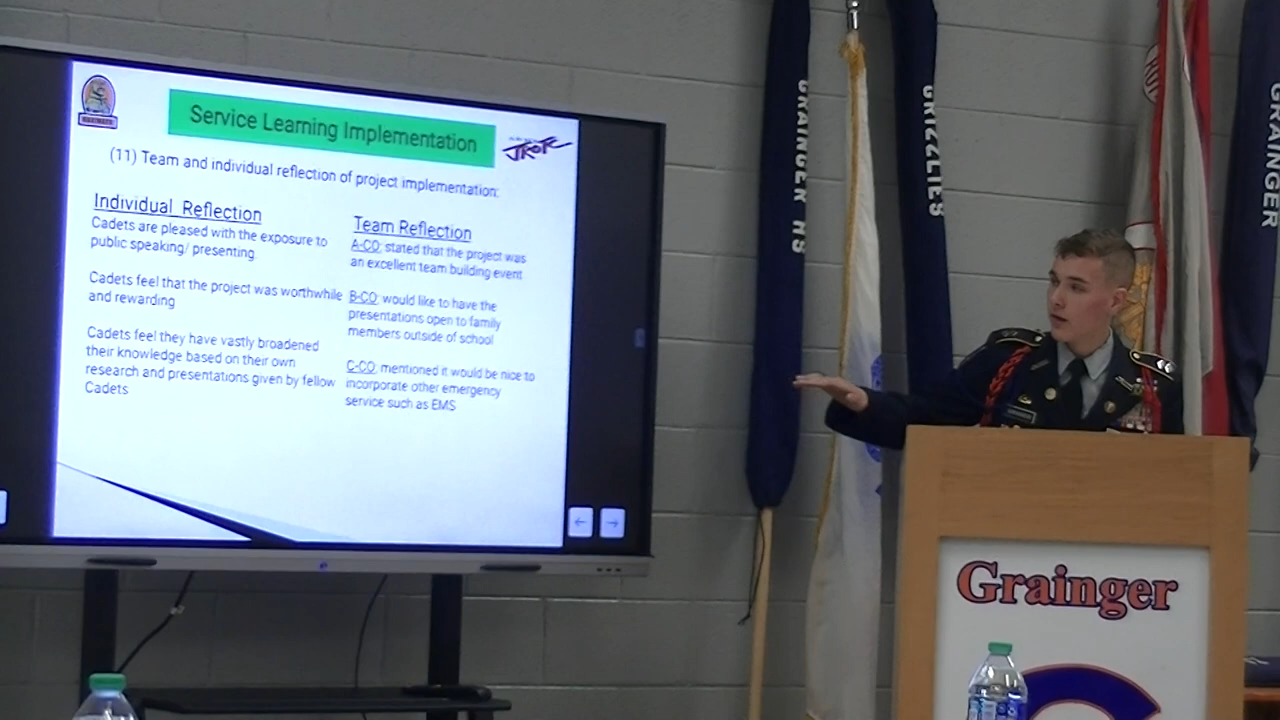 Service Learning Implementation
JROTC
(11) Team and individual reflection of project implementation:
Individual Reflection
Cadets are pleased with the exposure to
public speaking/ presenting
Cadets feel that the project was worthwhile
and rewarding
Cadets feel they have vastly broadened
their knowledge based on their own
research and presentations given by fellow
Cadets
Team Reflection
A-CO: stated that the project was
an excellent team building event
B-CO: would like to have the
presentations open to family
members outside of school
C-CO: mentioned it would be nice to
incorporate other emergency
service such as EMS
GRAINGER HS
GRIZZLIES
GRAINGER
Grainger